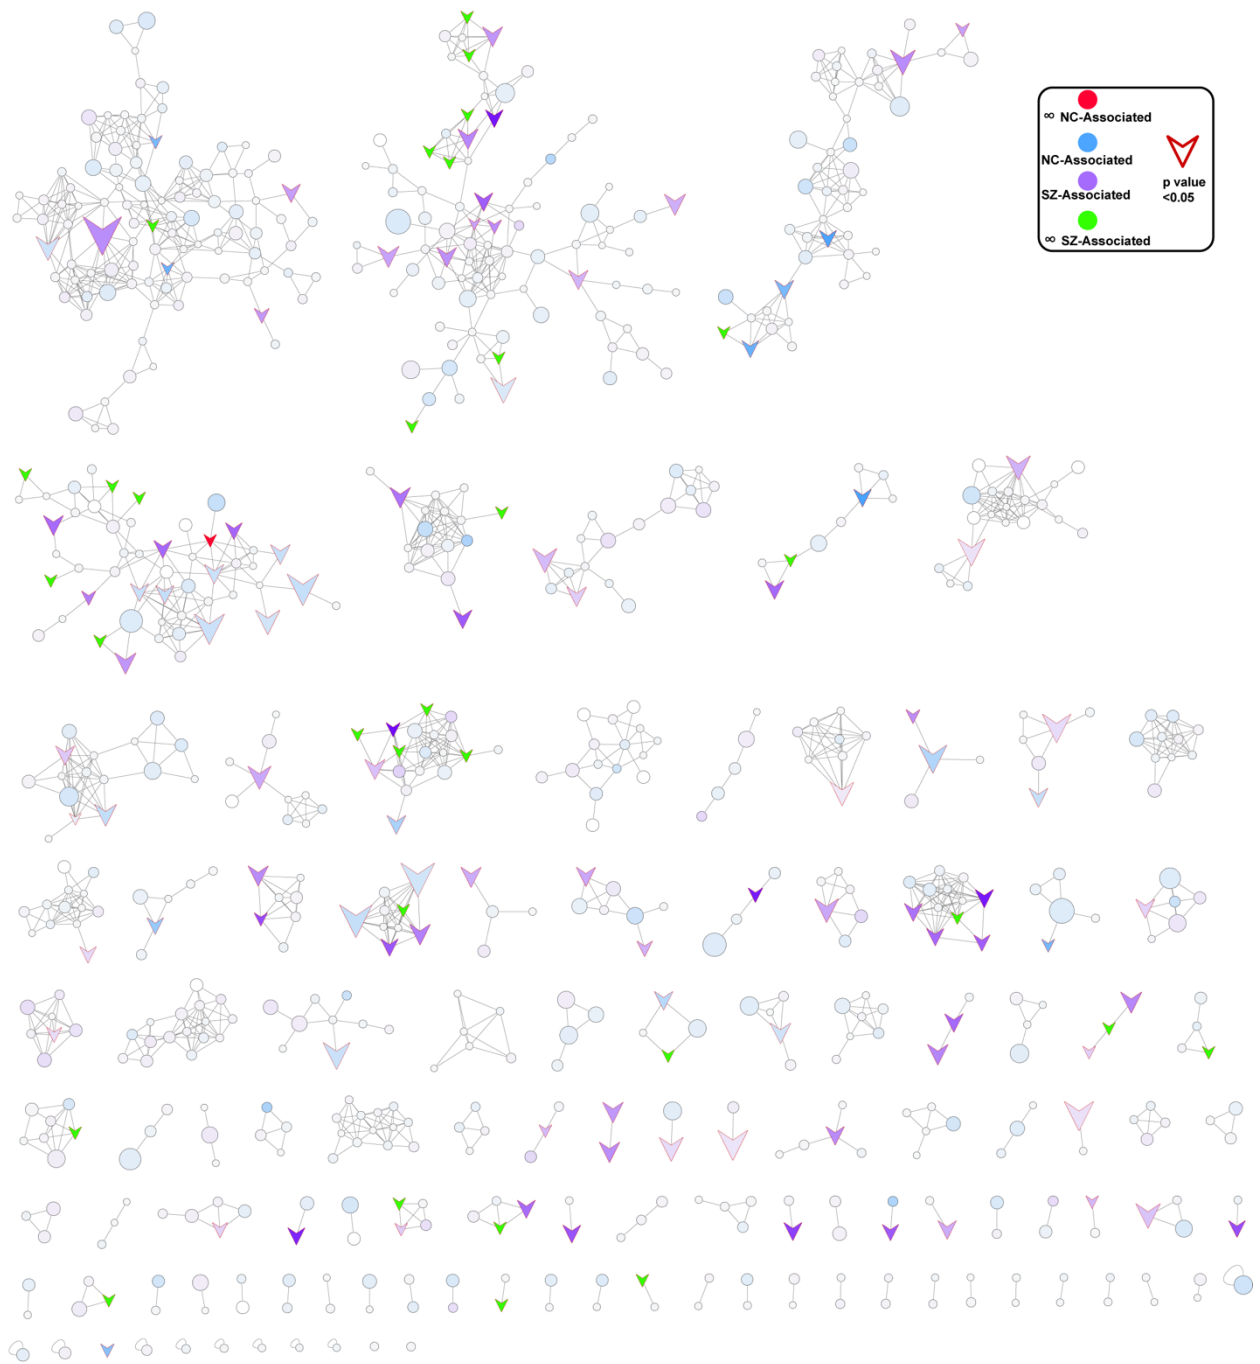 ∞ NC-Associated
NC-Associated
SZ-Associated
∞ SZ-Associated
p value
<0.05